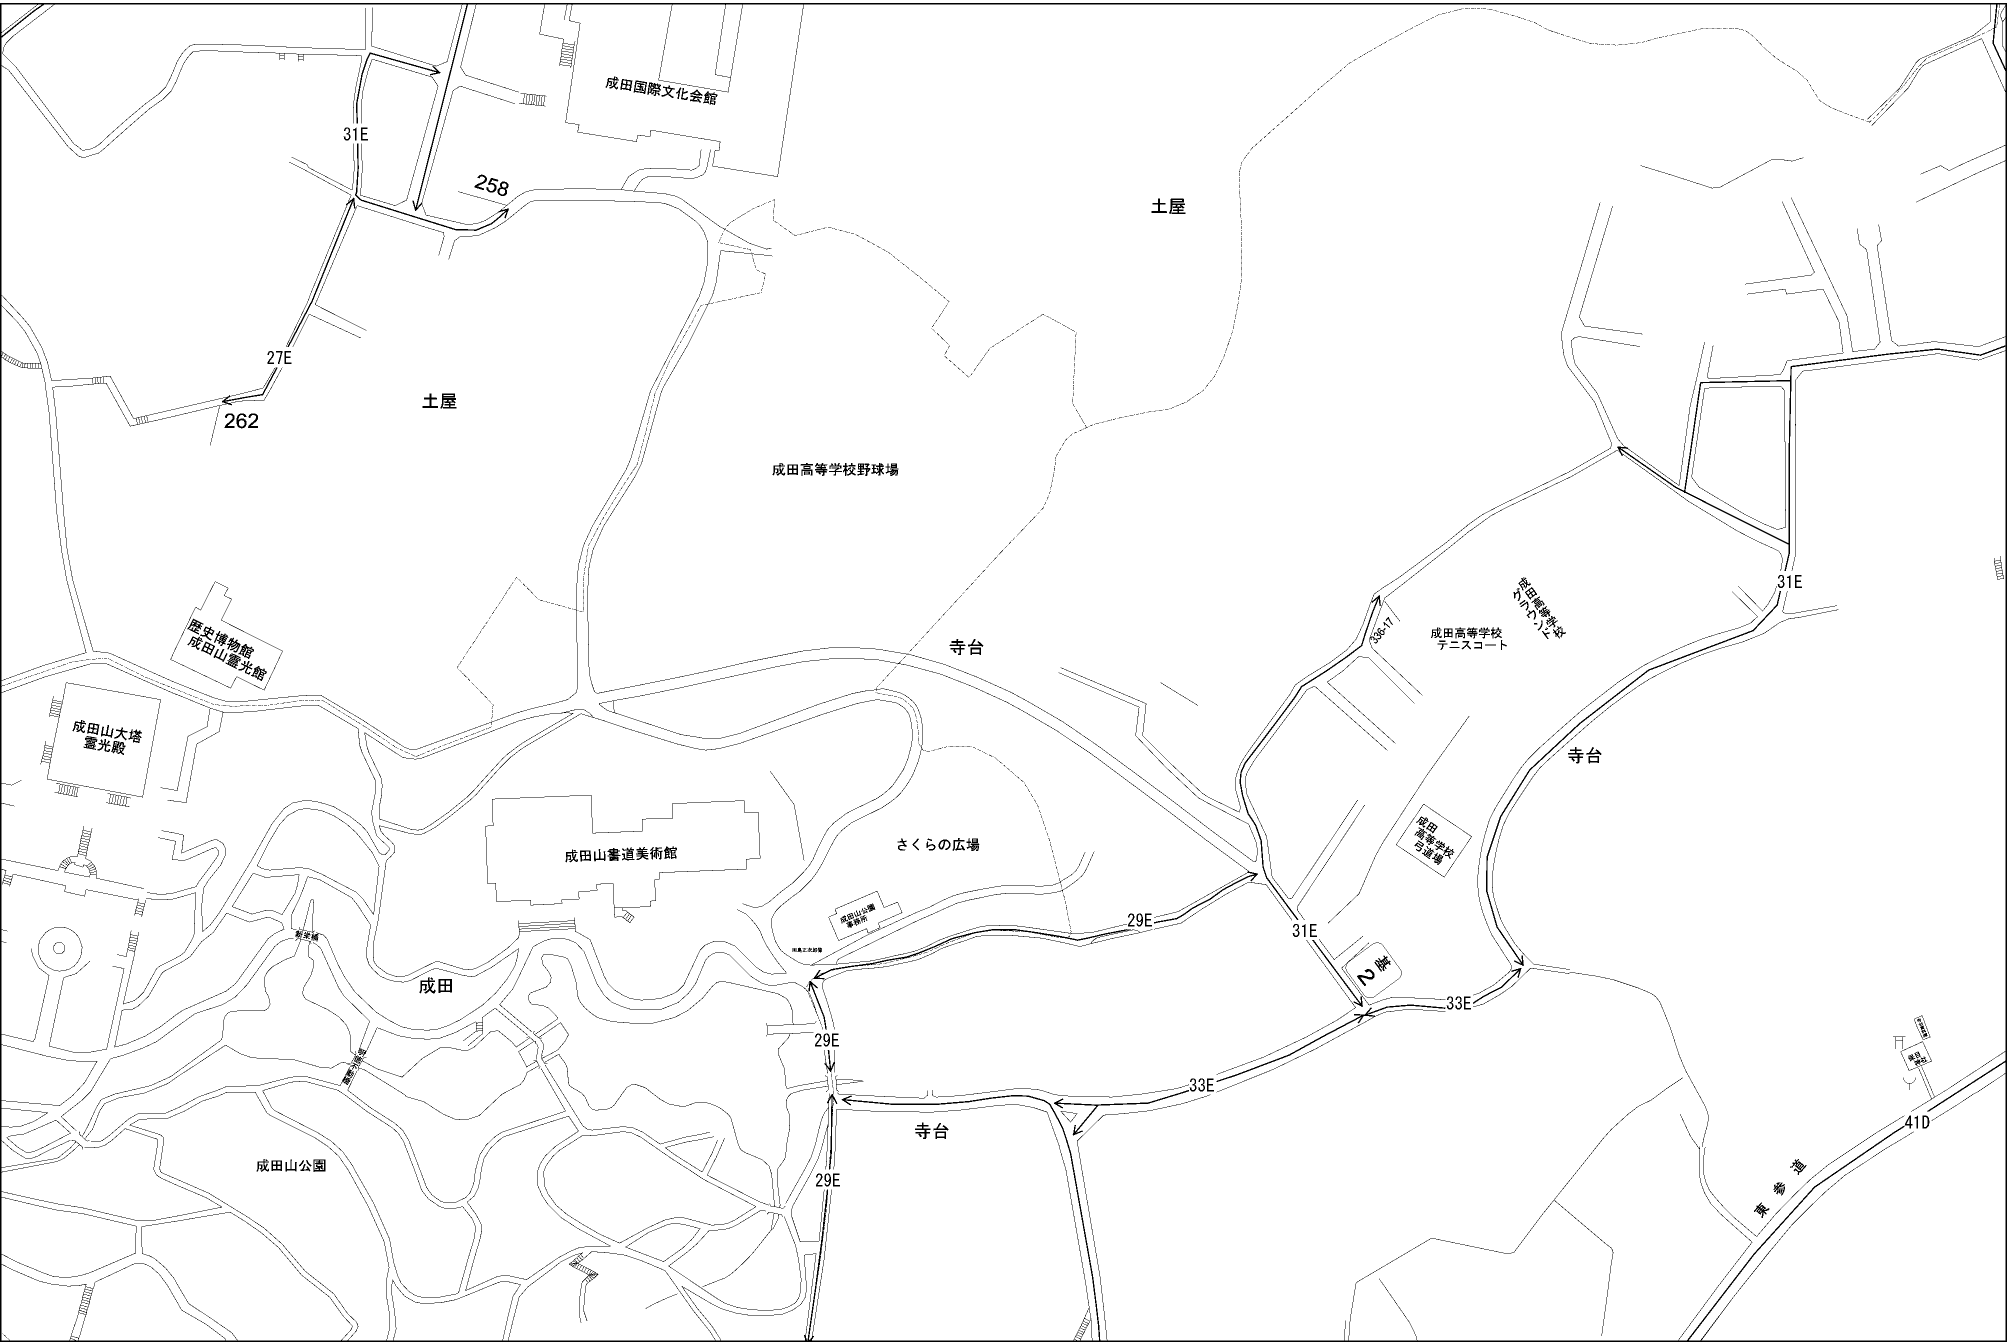 成田国際文化会館
31E
258
土屋
27E
262
土屋
成田高等学校野球場
31E
336-17
成田高等学校
グラウンド
成田高等学校
テニスコート
寺台
歴史博物館
成田山霊光館
成田山大塔
霊光殿
寺台
成田
高等学校
弓道場
成田山書道美術館
さくらの広場
成田山公園
事務所
29E
31E
基
2
成田
33E
29E
33E
寺台
41D
東参道
成田山公園
29E